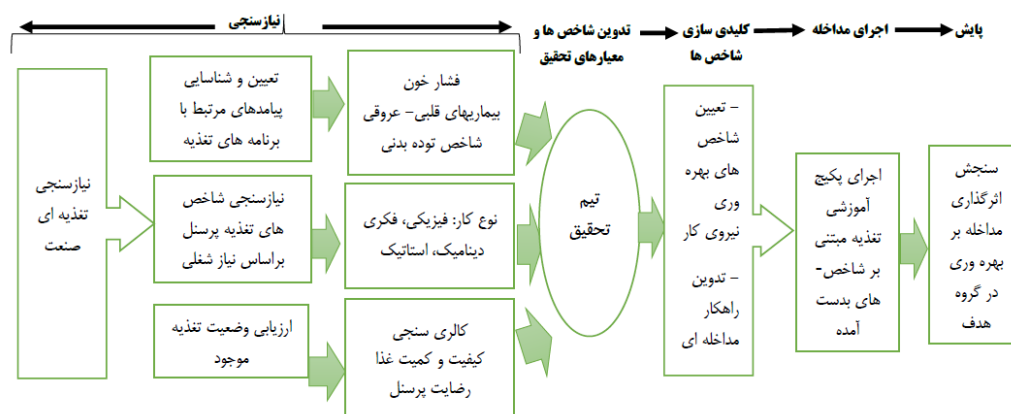 نیازسنجی
تدوین شاخص ها و
معیارهای تحقیق
کلیدی سازی
شاخص ها
اجرای مداخله
پایش
نیازسنجی
تغذیه ای
صنعت
تعیین و شناسایی
پیامدهای مرتبط با
برنامه های تغذیه
نیازسنجی شاخص
های تغذیه پرسنل
براساس نیاز شغلی
ارزیابی وضعیت تغذیه
موجود
فشار خون
بیماریهای قلبی- عروقی
شاخص توده بدنی
نوع کار: فیزیکی، فکری
دینامیک، استاتیک
کالری سنجی
کیفیت و کمیت غذا
رضایت پرسنل
تیم
تحقیق
- تعیین
شاخص
های بهره
وری
نیروی کار
- تدوین
راهکار
مداخله ای
اجرای پکیج
آموزشی
تغذیه مبتنی
بر شاخص-
های بدست
آمده
سنجش
اثرگذاری
مداخله بر
بهره وری
در گروه
هدف